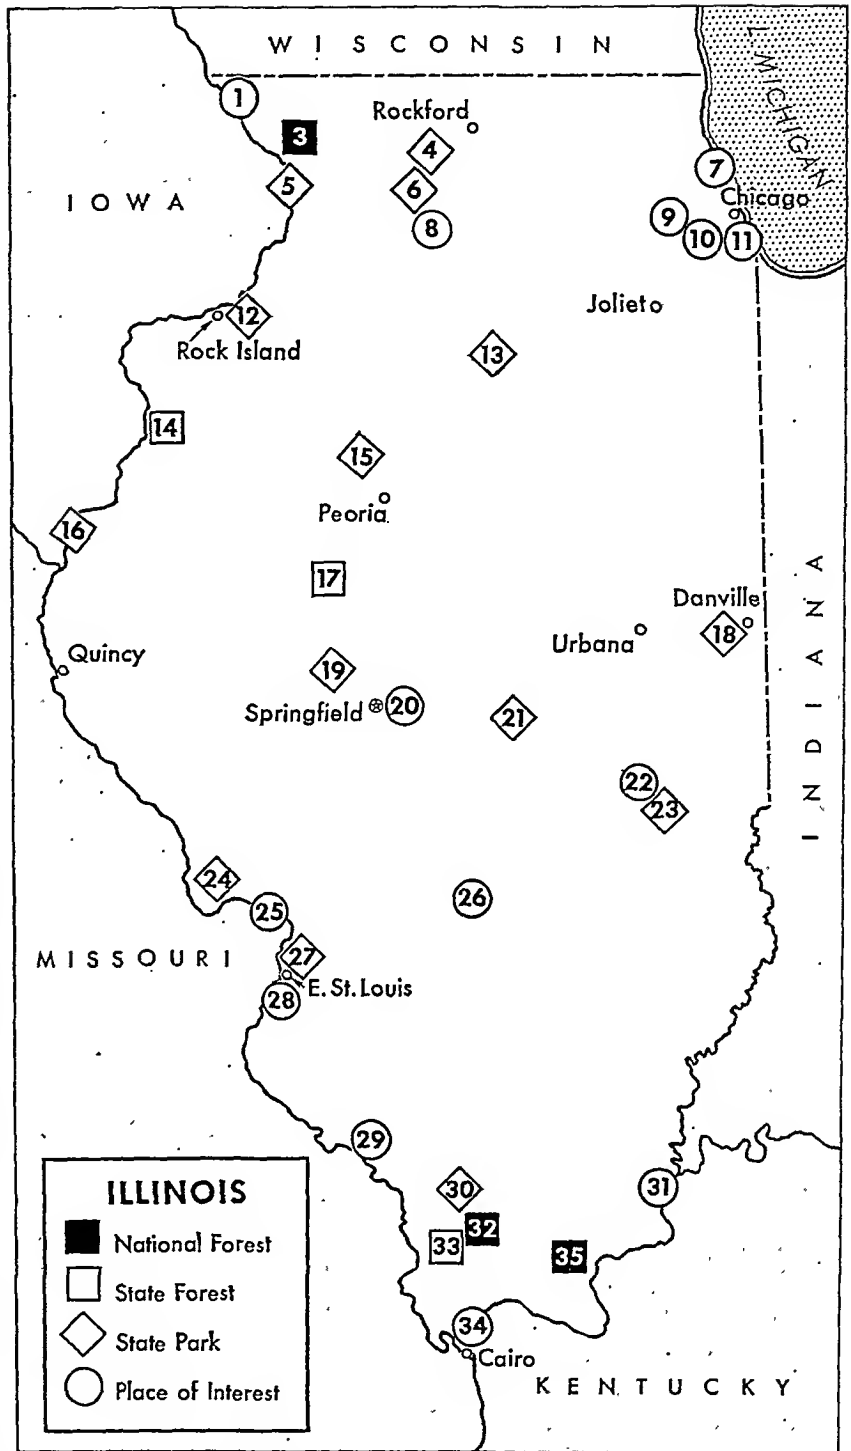 WISCONSIN
L. MICHIGAN
1
Rockford
3
4
7
5
6
IOWA
Chicago
9
8
10
11
Joliet
12
Rock Island
13
14
15
Peoria
16
17
INDIANA
Danville
18
Urbana
Quincy
19
Springfield
20
21
22
23
24
26
25
MISSOURI
27
E. St. Louis
28
29
30
31
32
33
35
34
Cairo
KENTUCKY
ILLINOIS
National Forest
State Forest
State Park
Place of Interest